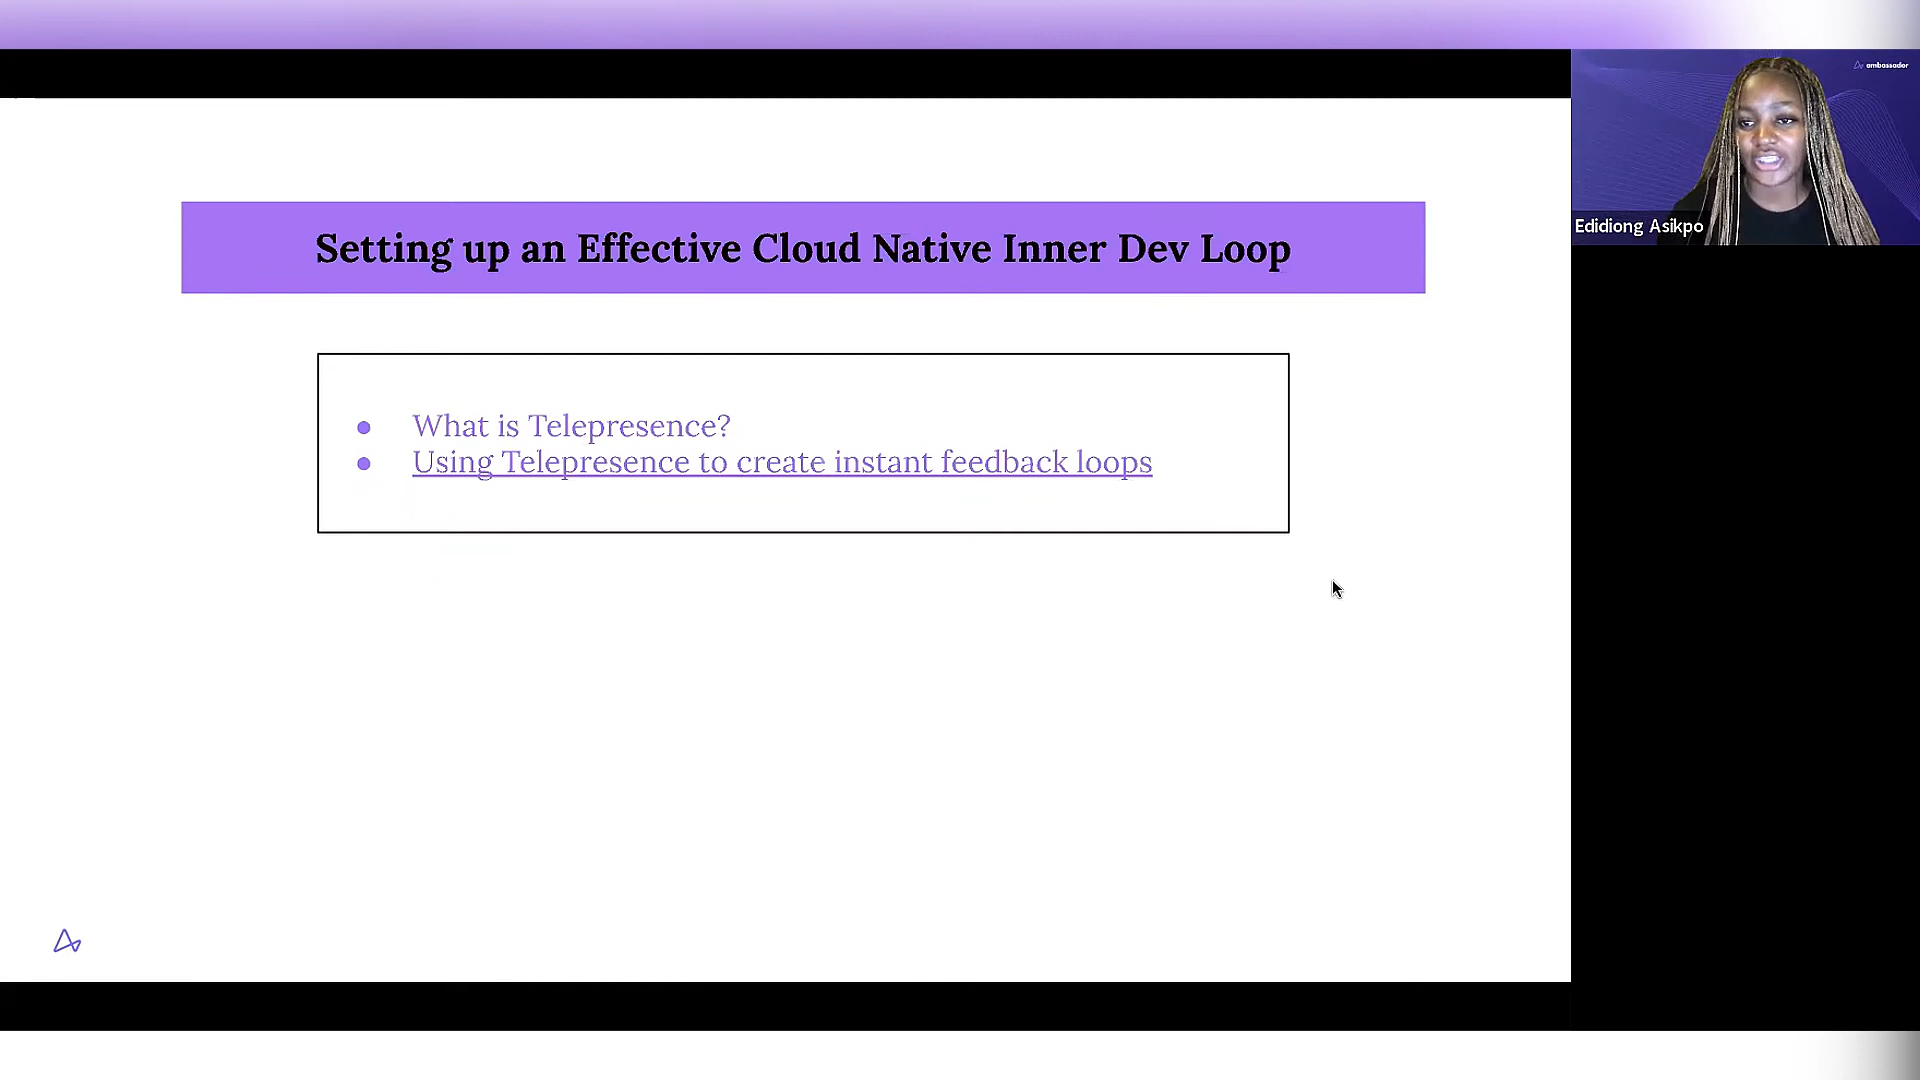 ambassador
Edidiong Asikpo
Setting up an Effective Cloud Native Inner Dev Loop
● What is Telepresence?
● Using Telepresence to create instant feedback loops